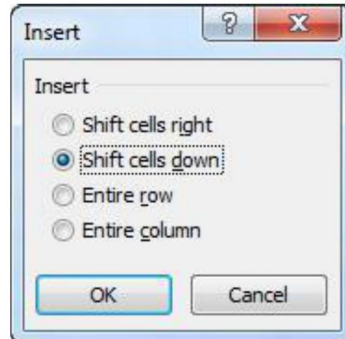 Insert
Insert
Shift cells right
Shift cells down
Entire row
Entire column
OK
Cancel